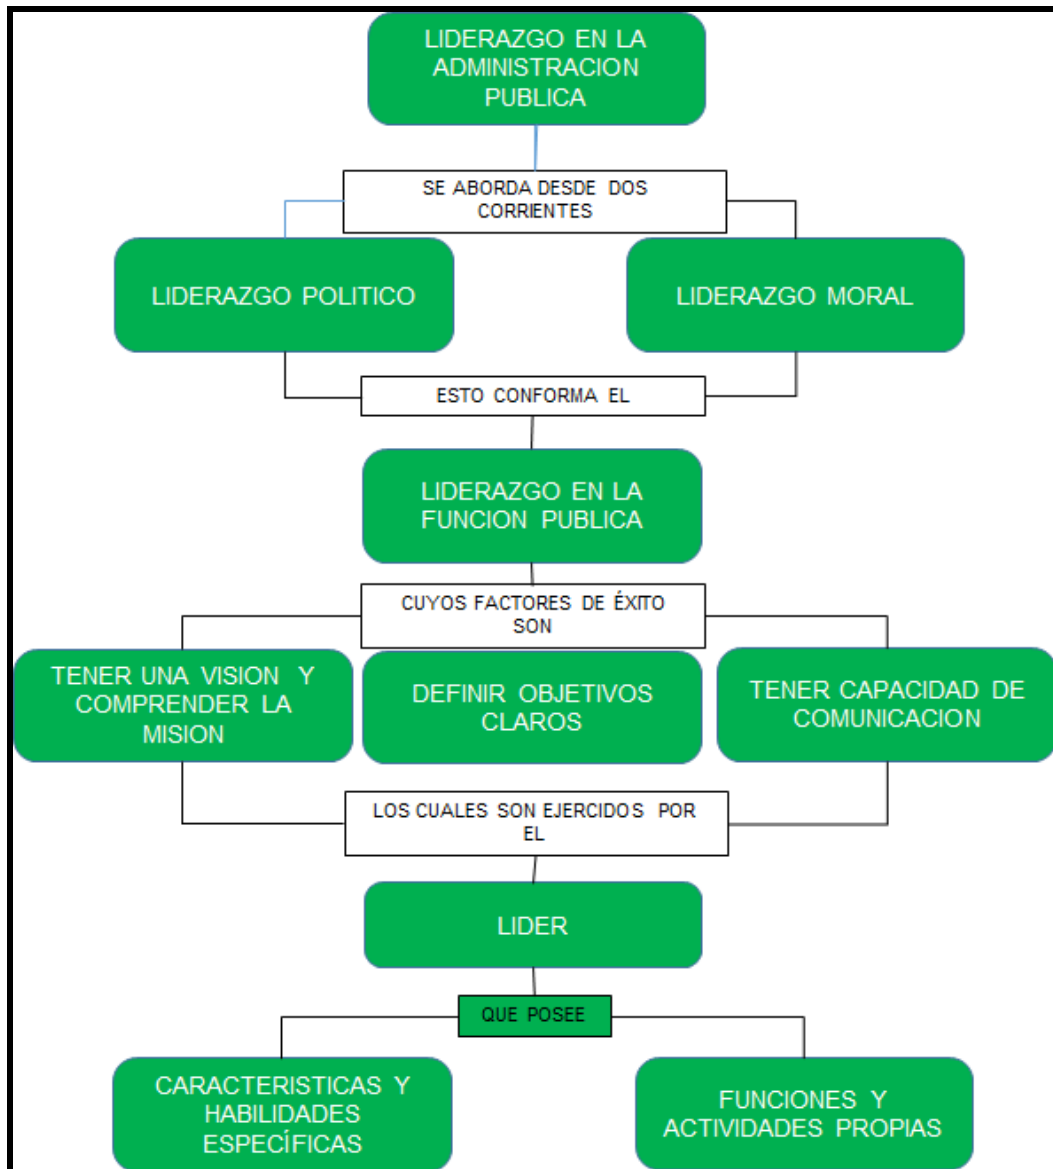 LIDERAZGO EN LA
ADMINISTRACION
PUBLICA
SE ABORDA DESDE DOS
CORRIENTES
LIDERAZGO POLITICO
LIDERAZGO MORAL
ESTO CONFORMA EL
LIDERAZGO EN LA
FUNCION PUBLICA
CUYOS FACTORES DE ÉXITO
SON
TENER UNA VISION Y
COMPRENDER LA
MISION
DEFINIR OBJETIVOS
CLAROS
TENER CAPACIDAD DE
COMUNICACION
LOS CUALES SON EJERCIDOS POR
EL
LIDER
QUE POSEE
CARACTERISTICAS Y
HABILIDADES
ESPECÍFICAS
FUNCIONES Y
ACTIVIDADES PROPIAS